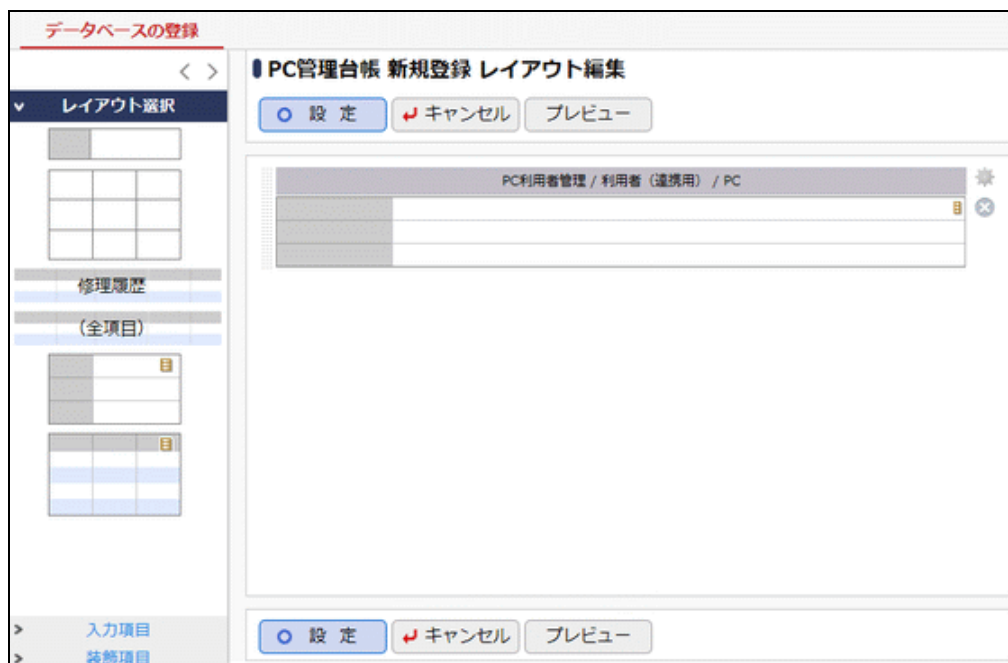 データベースの登録
PC管理台帳 新規登録 レイアウト編集
レイアウト選択
設 定
キャンセル
プレビュー
PC利用者管理 / 利用者（連携用） / PC
修理履歴
（全項目）
入力項目
装飾項目
設 定
キャンセル
プレビュー